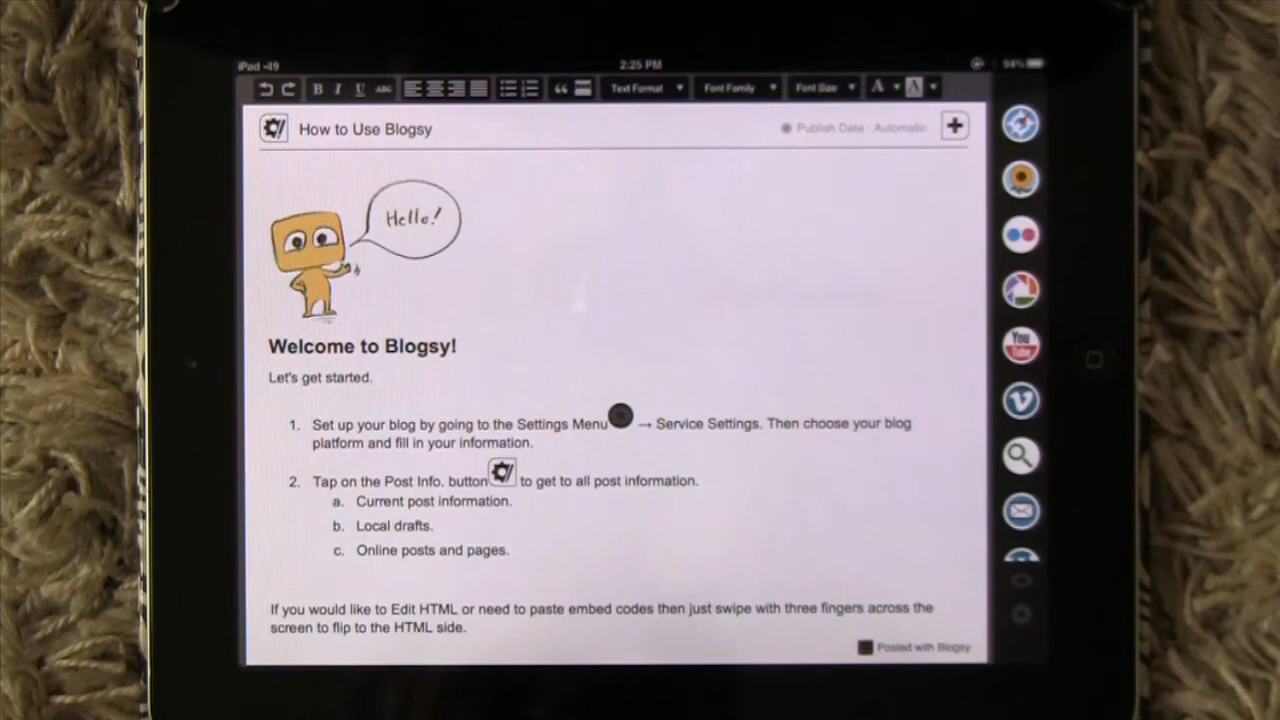 iPad 49 2:25 PM 94%
B I U ABC Text Format Font Family Font Size A A
How to Use Blogsy Publish Date : Automatic
Hello!
Welcome to Blogsy!
Let's get started.
1. Set up your blog by going to the Settings Menu → Service Settings. Then choose your blog
platform and fill in your information.
2. Tap on the Post Info. button to get to all post information.
a. Current post information.
b. Local drafts.
c. Online posts and pages.
If you would like to Edit HTML or need to paste embed codes then just swipe with three fingers across the
screen to flip to the HTML side.
Posted with Blogsy
You
Tube